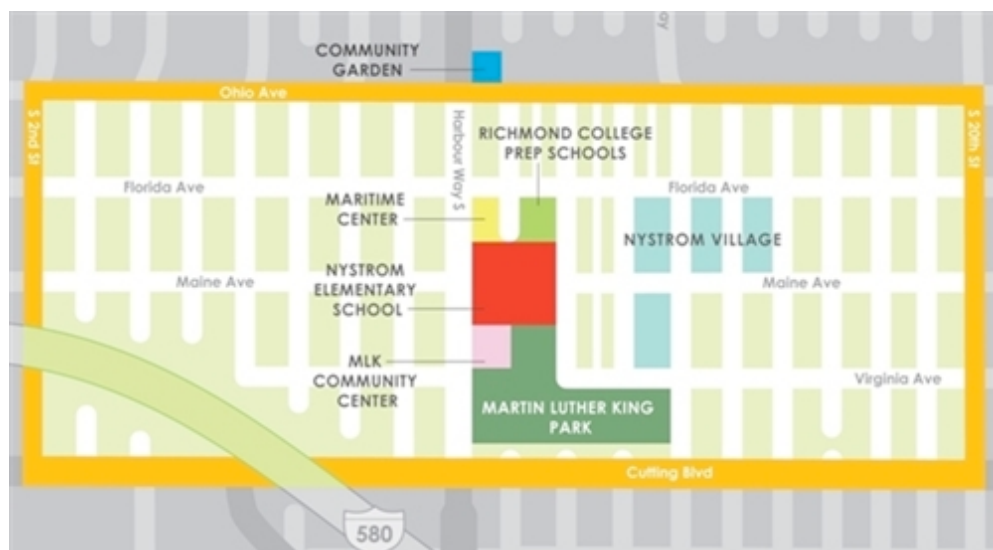 COMMUNITY
GARDEN
Ohio Ave
S 2nd St
Harbour Way S
S 20th St
RICHMOND COLLEGE
PREP SCHOOLS
Florida Ave
Florida Ave
MARITIME
CENTER
NYSTROM VILLAGE
NYSTROM
ELEMENTARY
SCHOOL
Maine Ave
Maine Ave
MLK
COMMUNITY
CENTER
Virginia Ave
MARTIN LUTHER KING
PARK
Cutting Blvd
580